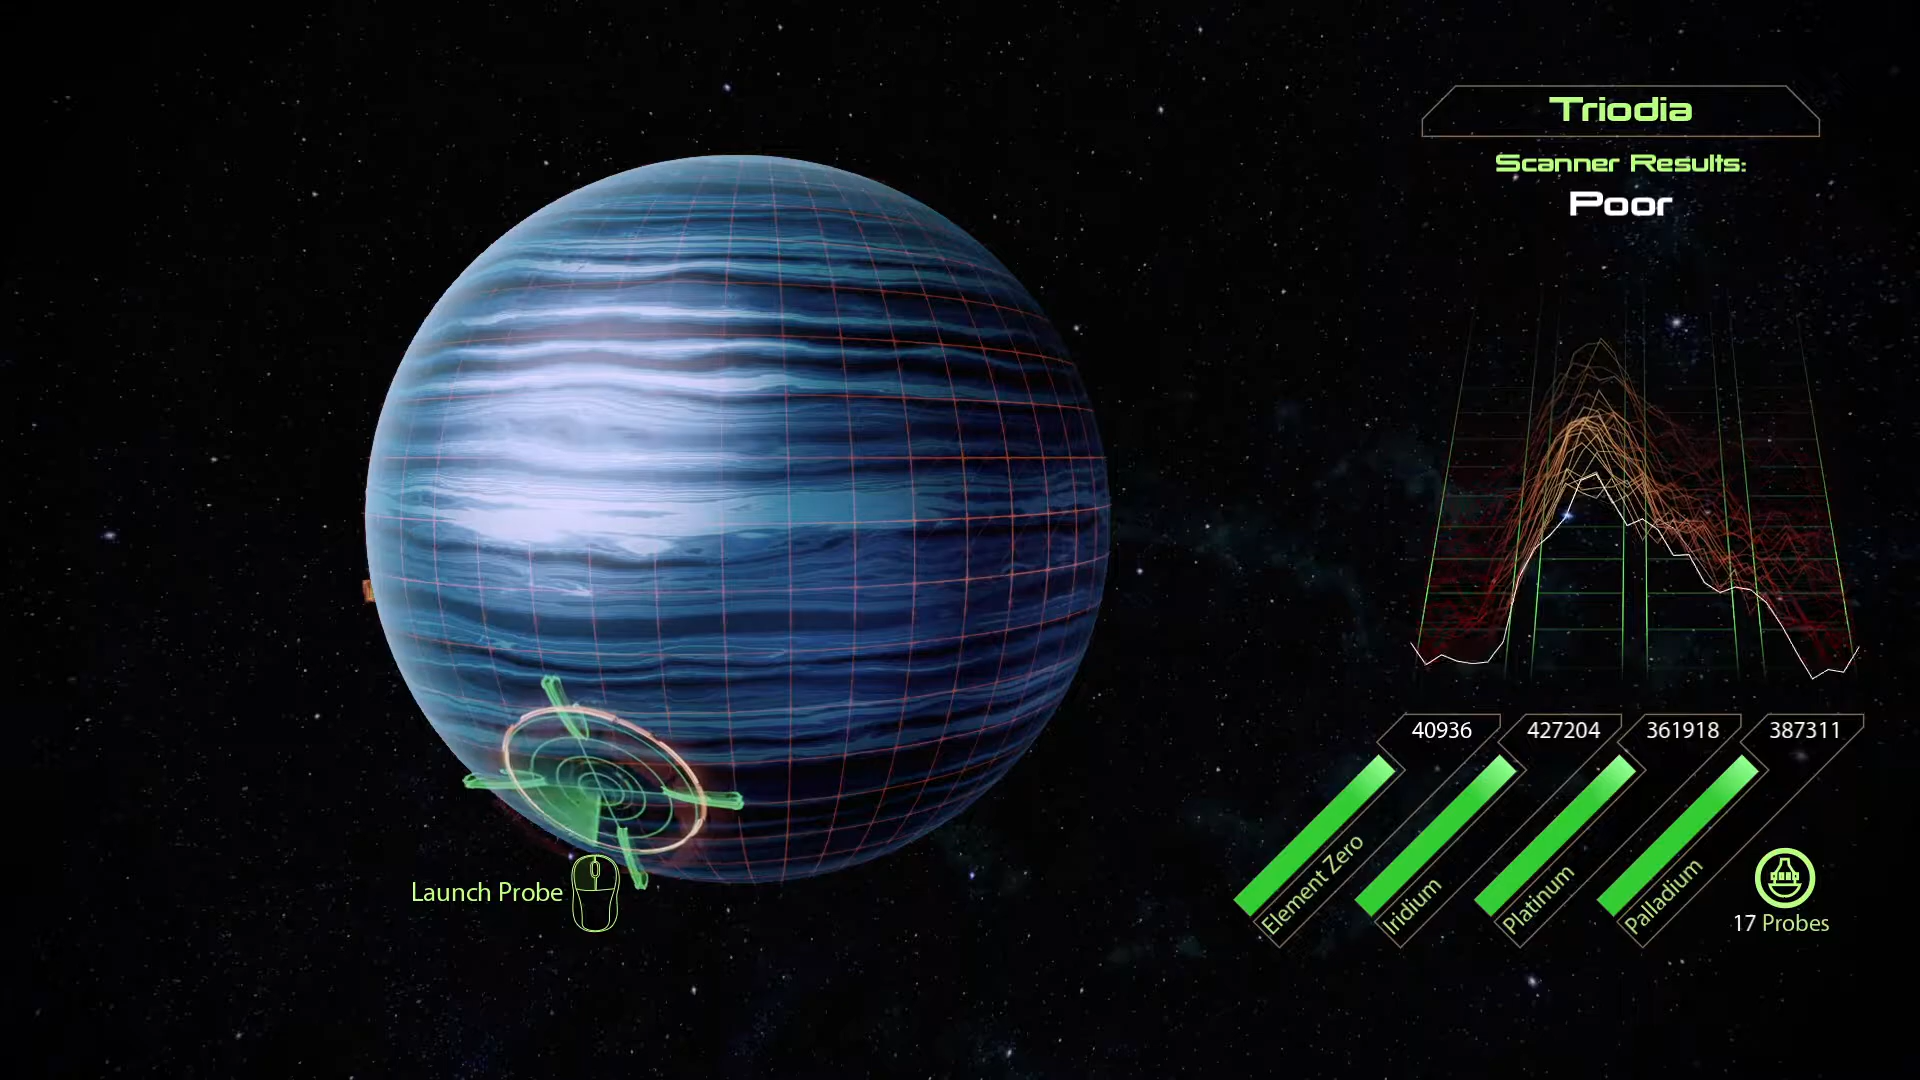 Triodia
Scanner Results:
Poor
40936
427204
361918
387311
Element Zero
Iridium
Platinum
Palladium
17 Probes
Launch Probe